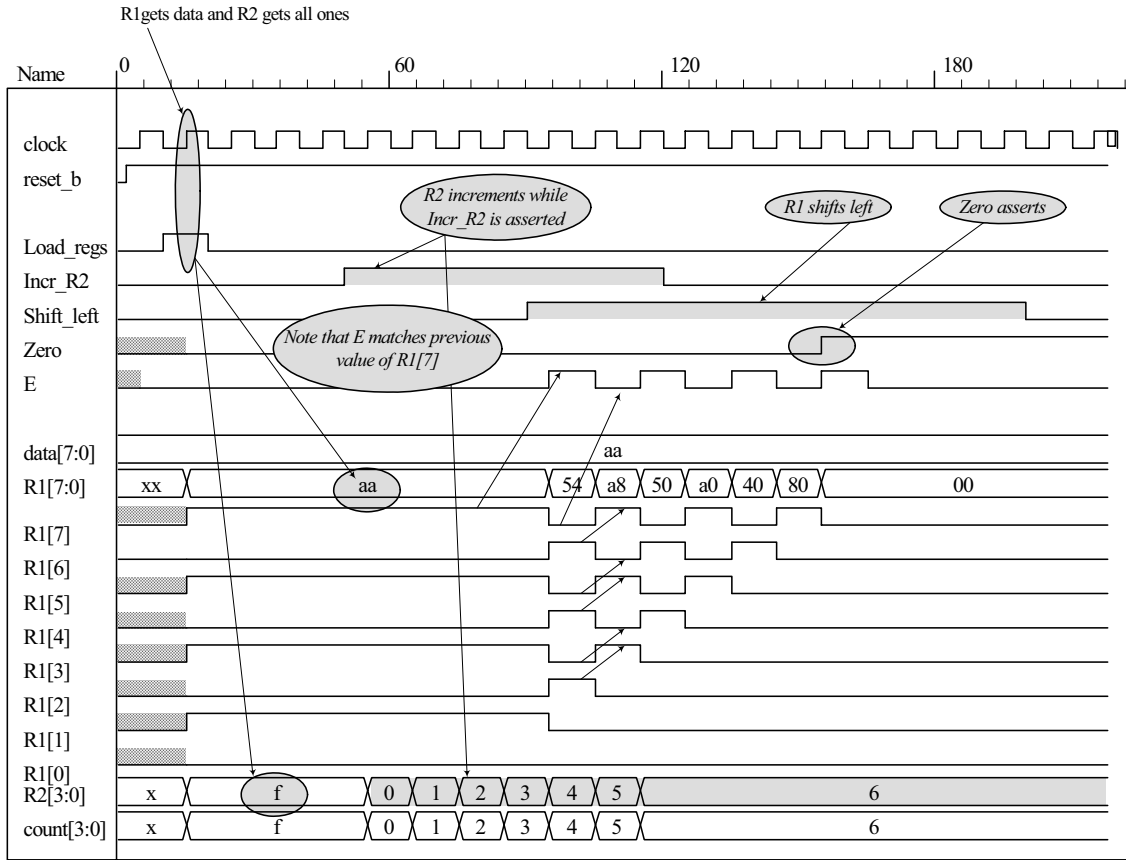 R1gets data and R2 gets all ones
Name
0 60 120 180
clock
reset_b
R2 increments while
Incr_R2 is asserted
R1 shifts left
Zero asserts
Load_regs
Incr_R2
Shift_left
Note that E matches previous
value of R1[7]
Zero
E
data[7:0] aa
R1[7:0] xx aa 54 a8 50 a0 40 80 00
R1[7]
R1[6]
R1[5]
R1[4]
R1[3]
R1[2]
R1[1]
R1[0]
R2[3:0] x f 0 1 2 3 4 5 6
count[3:0] x f 0 1 2 3 4 5 6